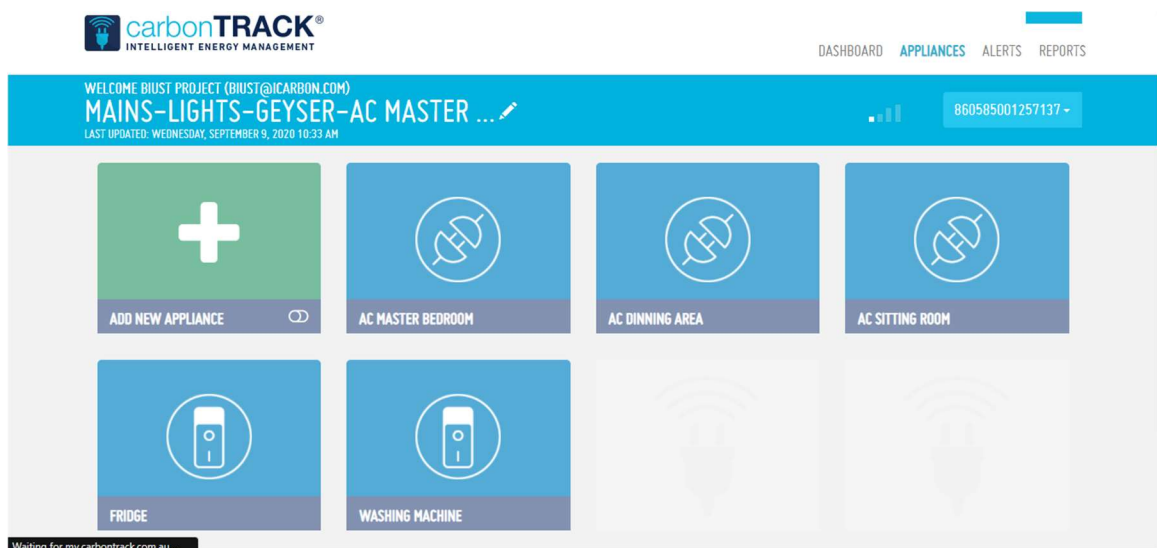 carbonTRACK®
INTELLIGENT ENERGY MANAGEMENT
DASHBOARD APPLIANCES ALERTS REPORTS
WELCOME BIUST PROJECT (BIUST@ICARBON.COM)
MAINS-LIGHTS-GEYSER-AC MASTER ...
LAST UPDATED: WEDNESDAY, SEPTEMBER 9, 2020 10:33 AM
860585001257137
ADD NEW APPLIANCE
AC MASTER BEDROOM
AC DINNING AREA
AC SITTING ROOM
FRIDGE
WASHING MACHINE
Waiting for my.carbontrack.com.au